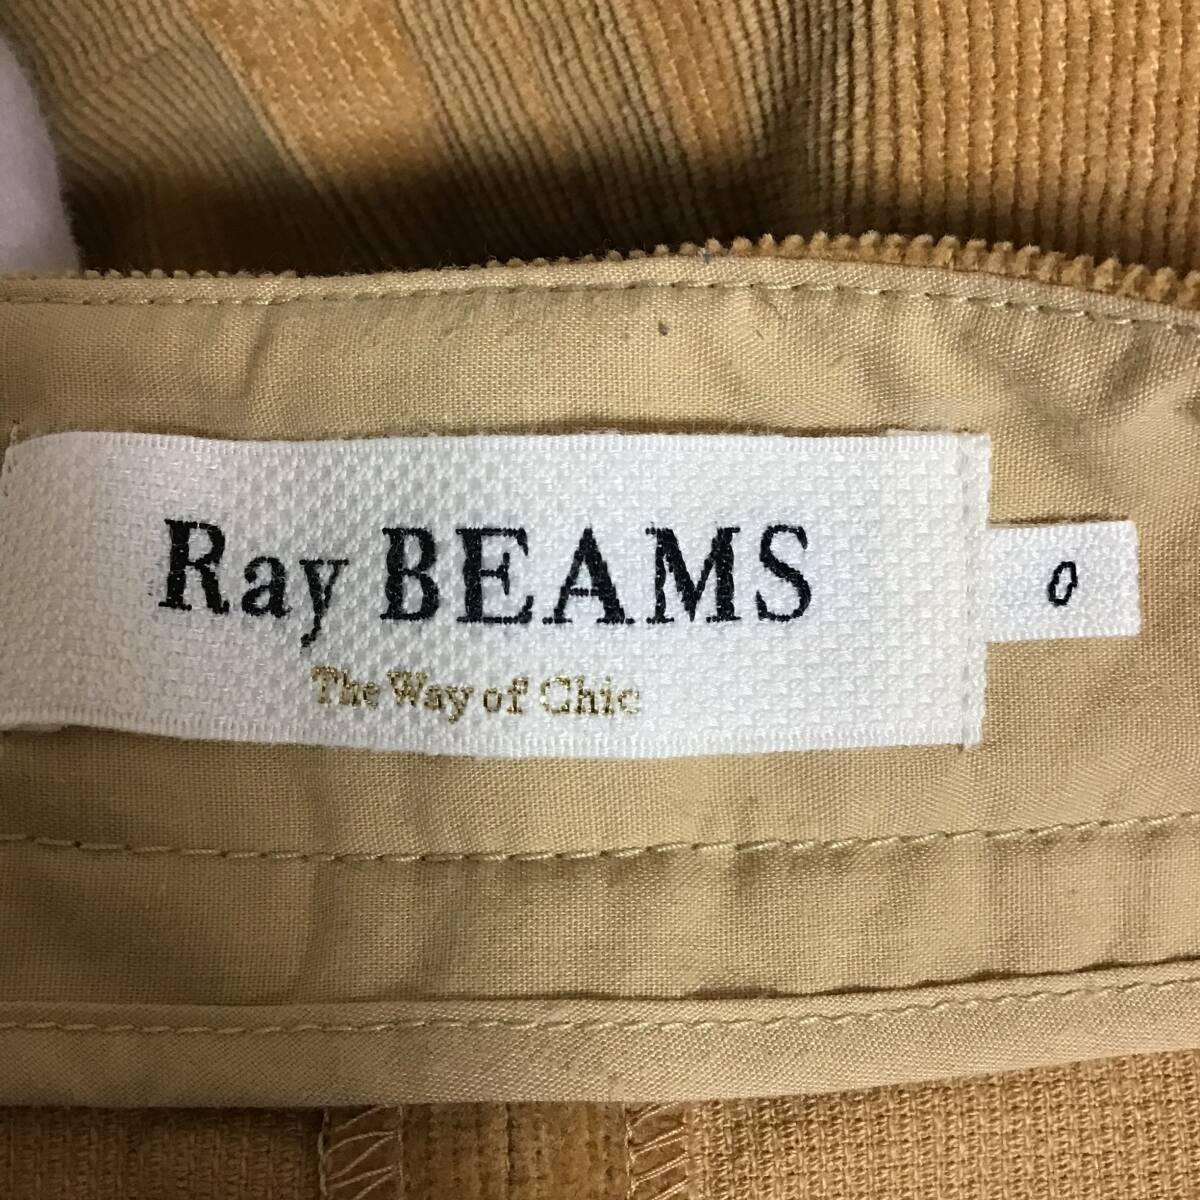 Ray BEAMS
The Way of Chic
0